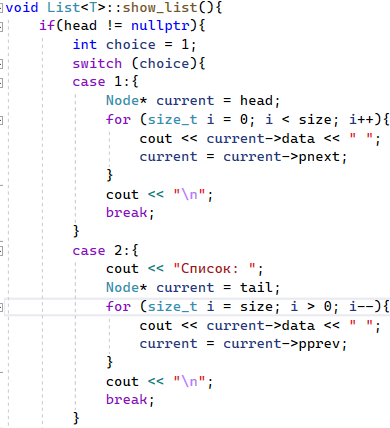 void List<T>::show_list(){
    if(head != nullptr){
        int choice = 1;
        switch (choice){
        case 1:{
            Node* current = head;
            for (size_t i = 0; i < size; i++){
                cout << current->data << " ";
                current = current->pnext;
            }
            cout << "\n";
            break;
        }
        case 2:{
            cout << "Список: ";
            Node* current = tail;
            for (size_t i = size; i > 0; i--){
                cout << current->data << " ";
                current = current->pprev;
            }
            cout << "\n";
            break;
        }